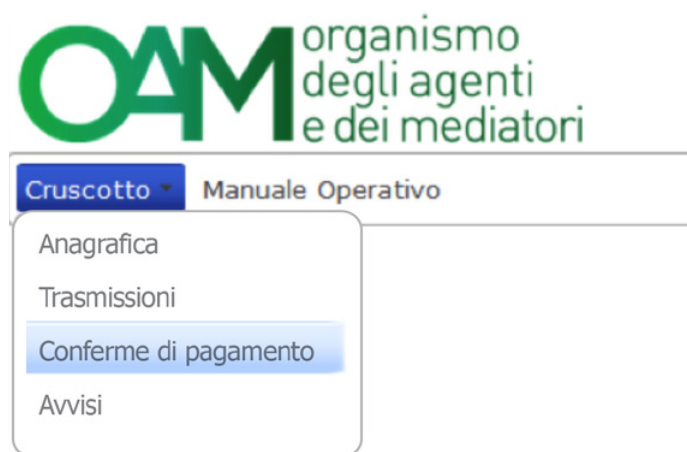 OAM organismo
degli agenti
e dei mediatori
Cruscotto Manuale Operativo
Anagrafica
Trasmissioni
Conferme di pagamento
Avvisi